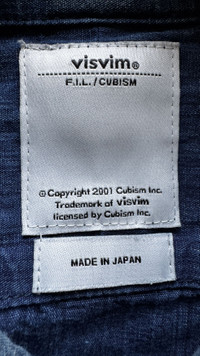 visvim®
F.I.L./CUBISM
© Copyright 2001 Cubism Inc.
Trademark of visvim
licensed by Cubism Inc.
MADE IN JAPAN